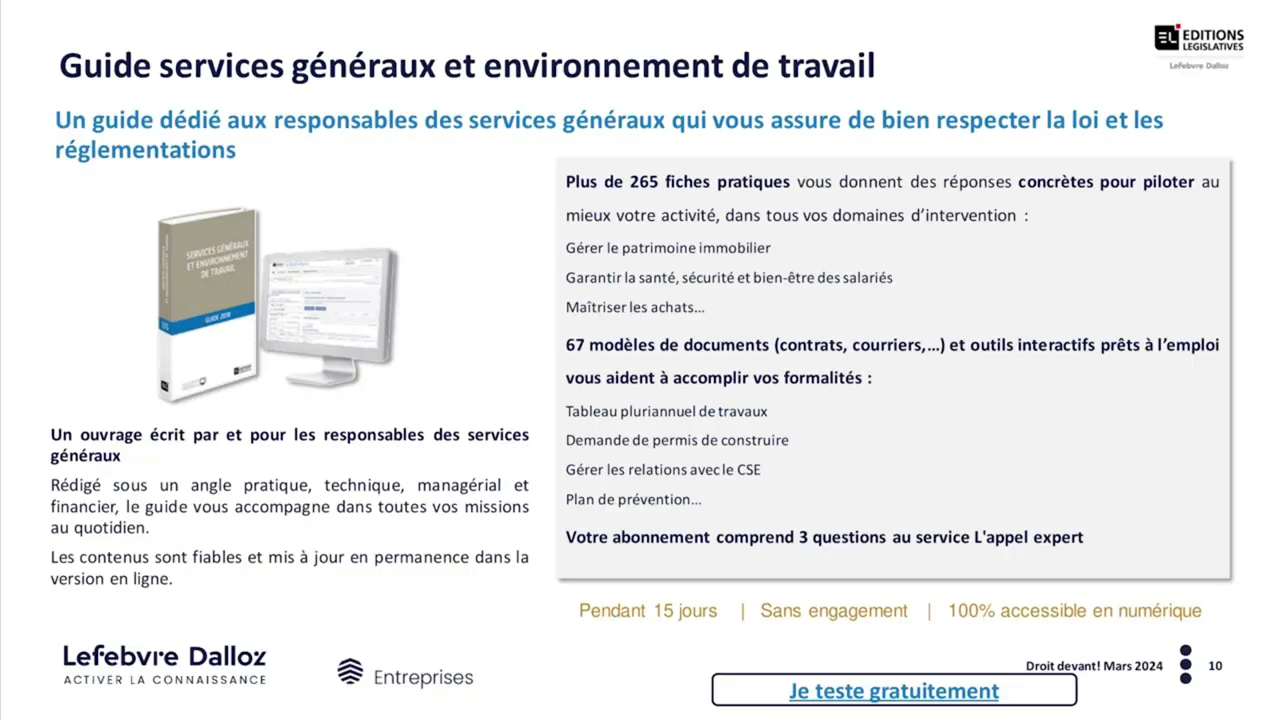 EDITIONS
LEGISLATIVES
Lefebvre Dalloz
Guide services généraux et environnement de travail
Un guide dédié aux responsables des services généraux qui vous assure de bien respecter la loi et les
réglementations
SERVICES GÉNÉRAUX
ET ENVIRONNEMENT
DE TRAVAIL
Un ouvrage écrit par et pour les responsables des services
généraux
Rédigé sous un angle pratique, technique, managérial et
financier, le guide vous accompagne dans toutes vos missions
au quotidien.
Les contenus sont fiables et mis à jour en permanence dans la
version en ligne.
Plus de 265 fiches pratiques vous donnent des réponses concrètes pour piloter au
mieux votre activité, dans tous vos domaines d’intervention :
Gérer le patrimoine immobilier
Garantir la santé, sécurité et bien-être des salariés
Maîtriser les achats…
67 modèles de documents (contrats, courriers,…) et outils interactifs prêts à l’emploi
vous aident à accomplir vos formalités :
Tableau pluriannuel de travaux
Demande de permis de construire
Gérer les relations avec le CSE
Plan de prévention…
Votre abonnement comprend 3 questions au service L'appel expert
Pendant 15 jours | Sans engagement | 100% accessible en numérique
Lefebvre Dalloz
ACTIVER LA CONNAISSANCE
Entreprises
Droit devant! Mars 2024
10
Je teste gratuitement